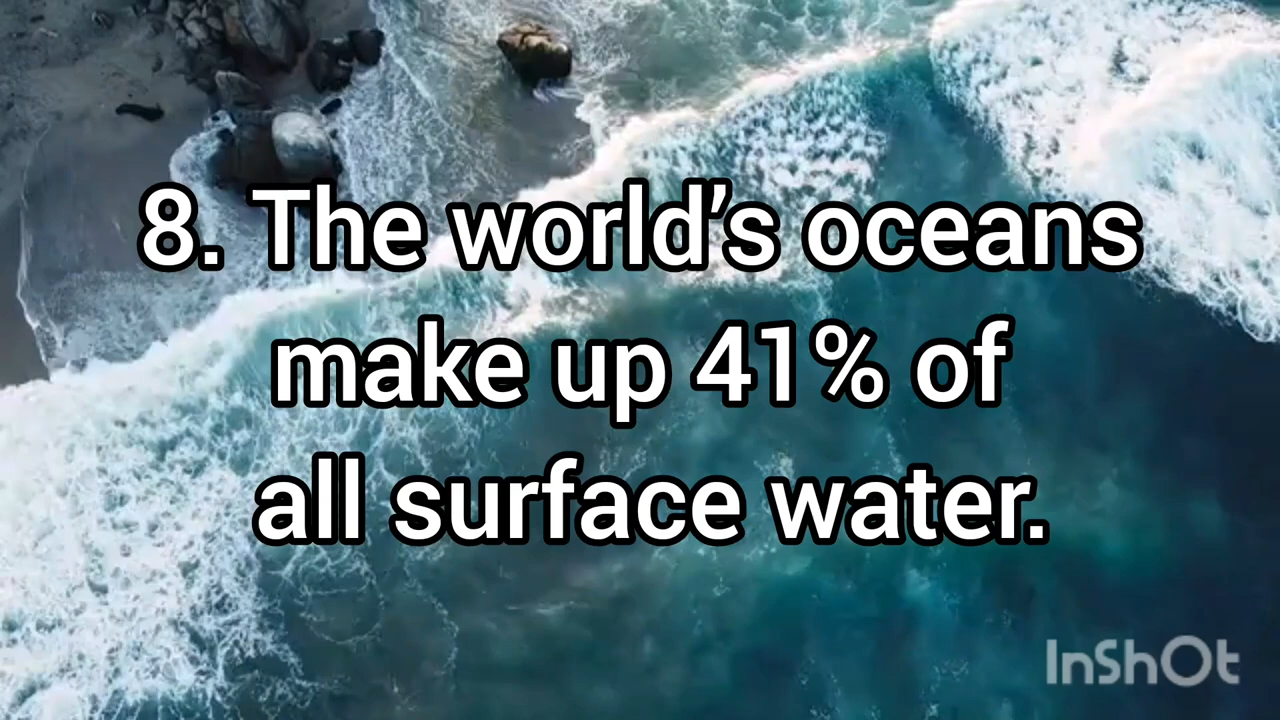 8. The world’s oceans
make up 41% of
all surface water.
InShOt